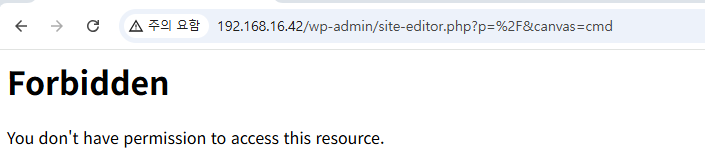 주의 요함 192.168.16.42/wp-admin/site-editor.php?p=%2F&canvas=cmd
Forbidden
You don't have permission to access this resource.